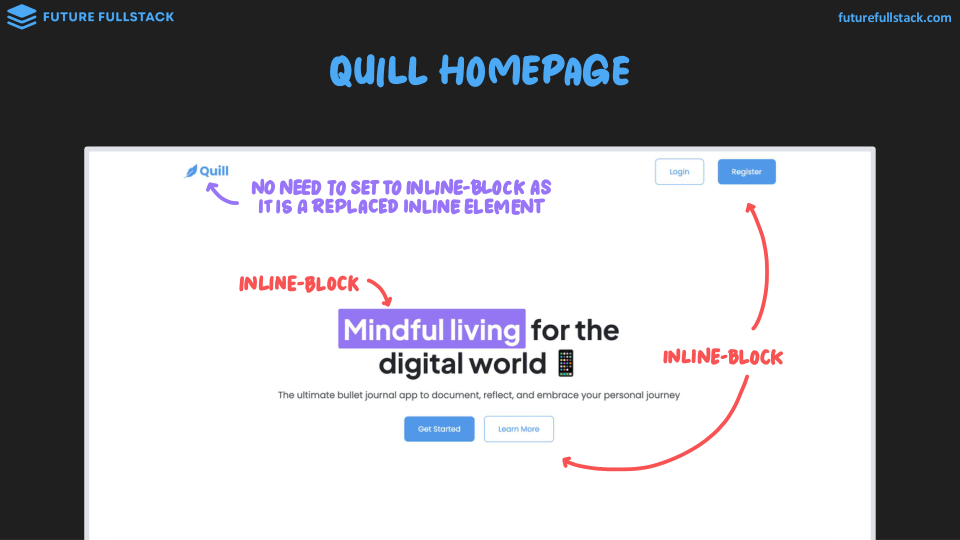 FUTURE FULLSTACK
futurefullstack.com
QUILL HOMEPAGE
Quill
Login
Register
NO NEED TO SET TO INLINE-BLOCK AS
IT IS A REPLACED INLINE ELEMENT
INLINE-BLOCK
Mindful living for the
digital world
INLINE-BLOCK
The ultimate bullet journal app to document, reflect, and embrace your personal journey
Get Started
Learn More